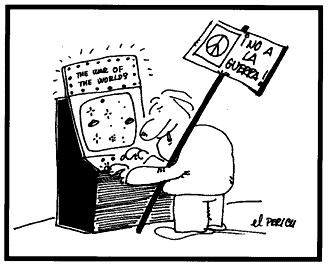 THE WAR OF
THE WORLDS
¡NO A
LA
GUERRA!
el PERICH